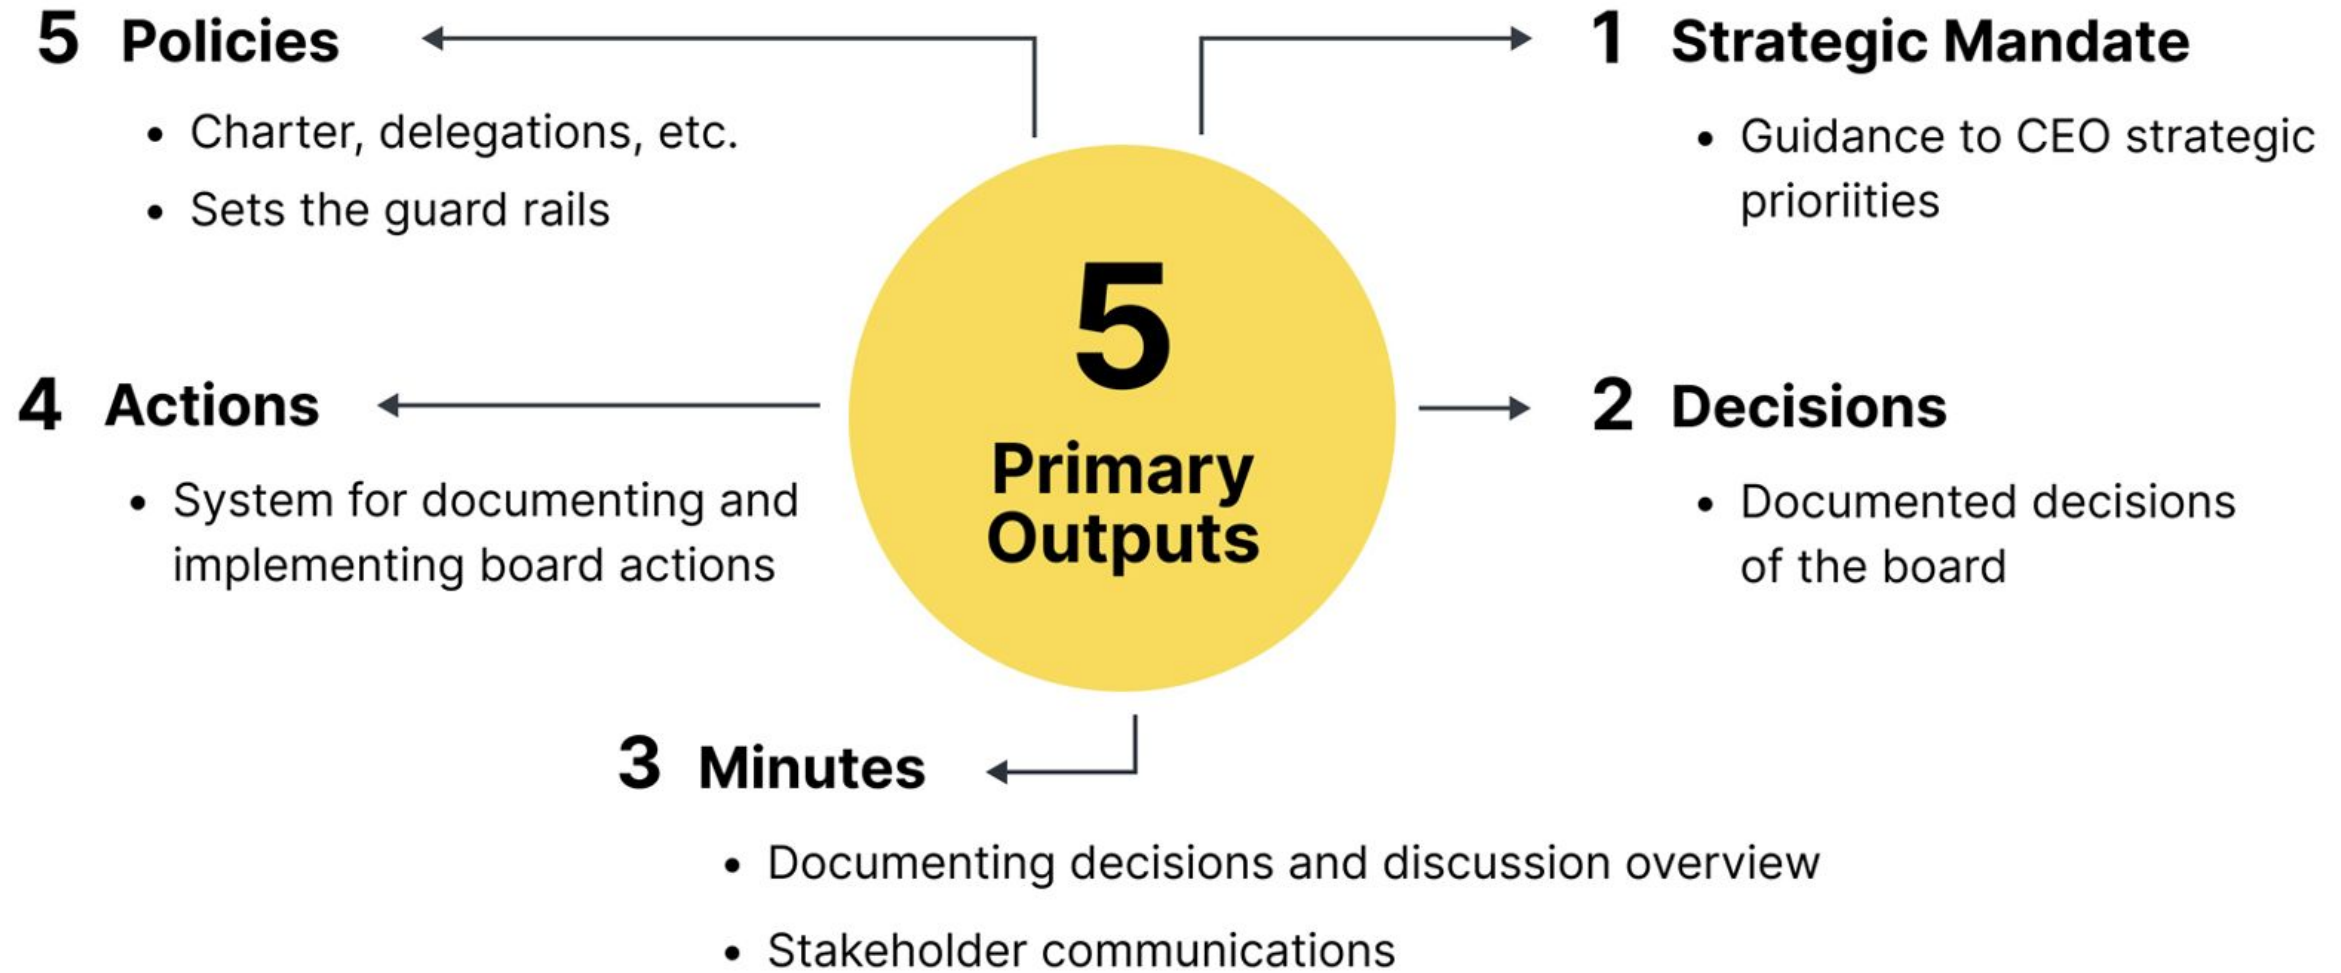 5 Primary
Outputs
1 Strategic Mandate
• Guidance to CEO strategic
prioriities
2 Decisions
• Documented decisions
of the board
3 Minutes
• Documenting decisions and discussion overview
• Stakeholder communications
4 Actions
• System for documenting and
implementing board actions
5 Policies
• Charter, delegations, etc.
• Sets the guard rails